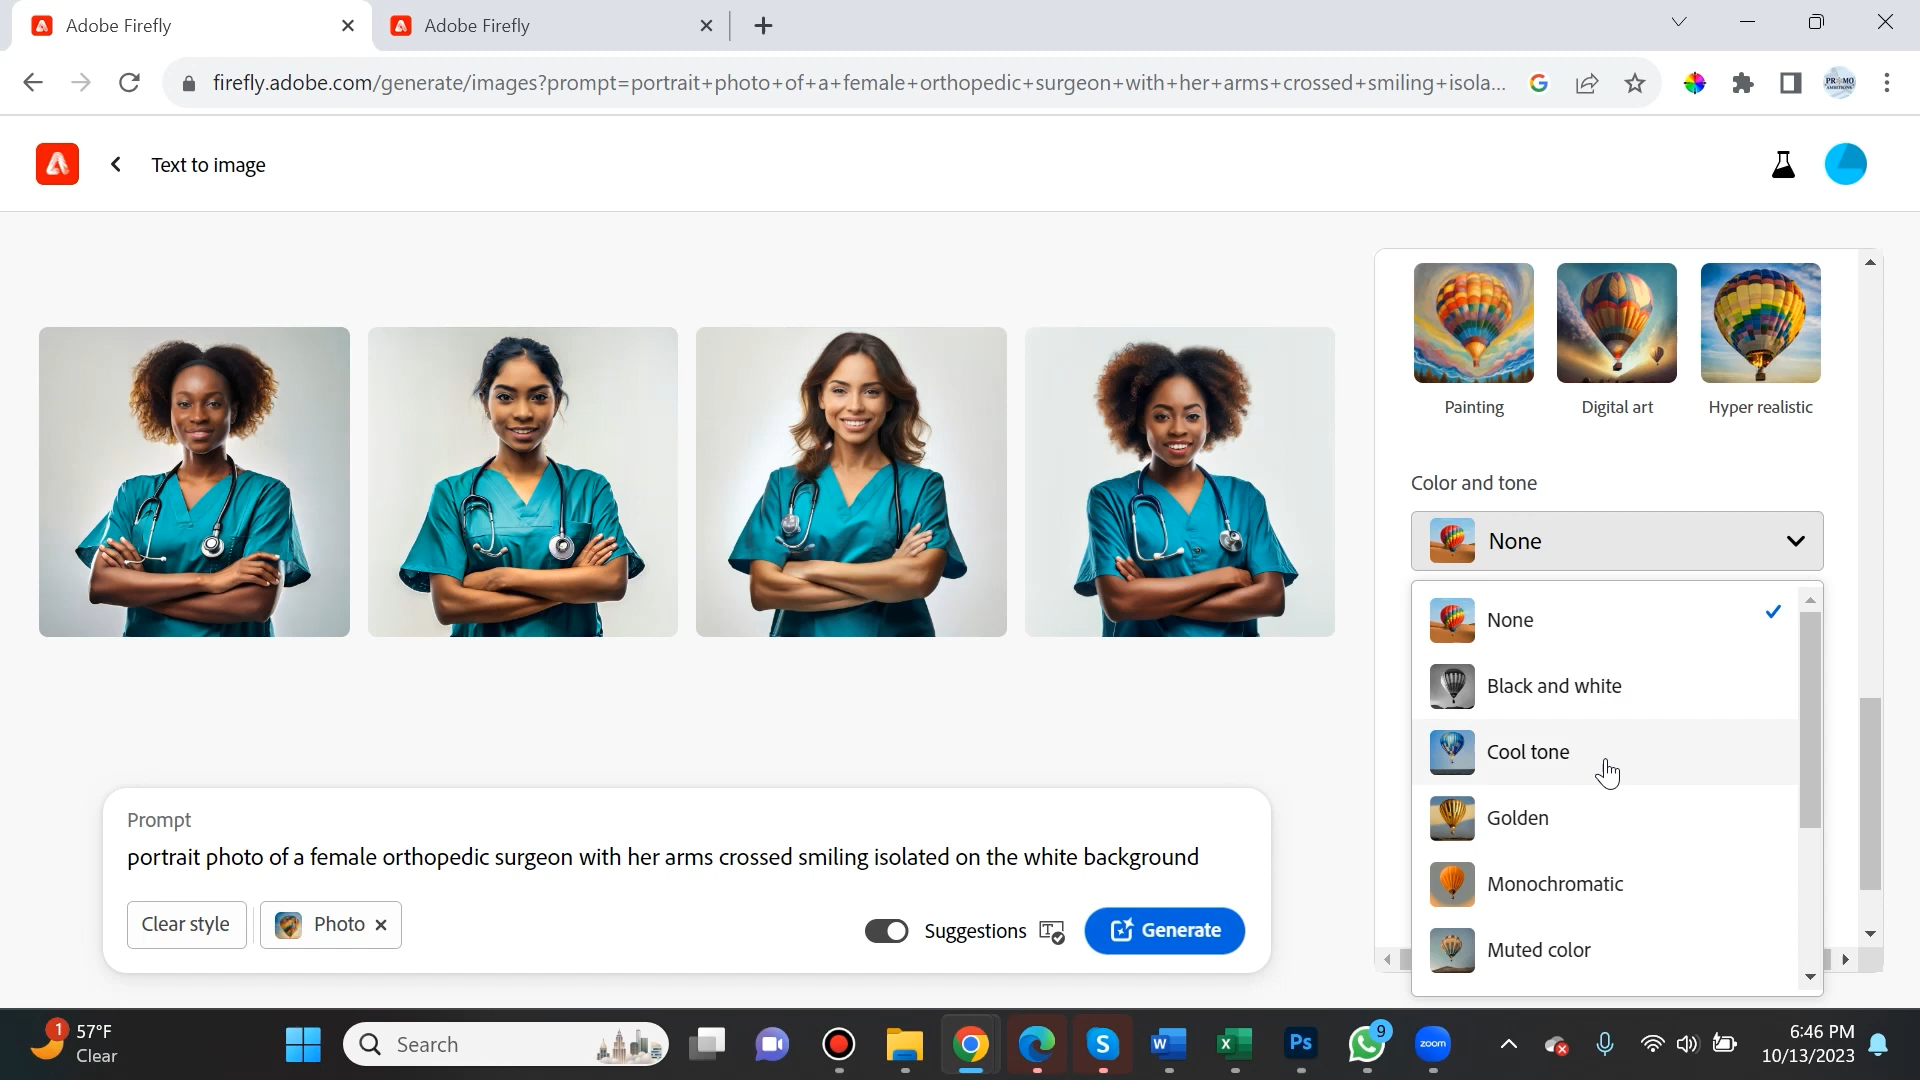 Adobe Firefly
Adobe Firefly
firefly.adobe.com/generate/images?prompt=portrait+photo+of+a+female+orthopedic+surgeon+with+her+arms+crossed+smiling+isola...
Text to image
Painting
Digital art
Hyper realistic
Color and tone
None
None
Black and white
Cool tone
Golden
Monochromatic
Muted color
Prompt
portrait photo of a female orthopedic surgeon with her arms crossed smiling isolated on the white background
Clear style
Photo
Suggestions
Generate
1
57°F
Clear
Search
Ps
9
zoom
6:46 PM
10/13/2023